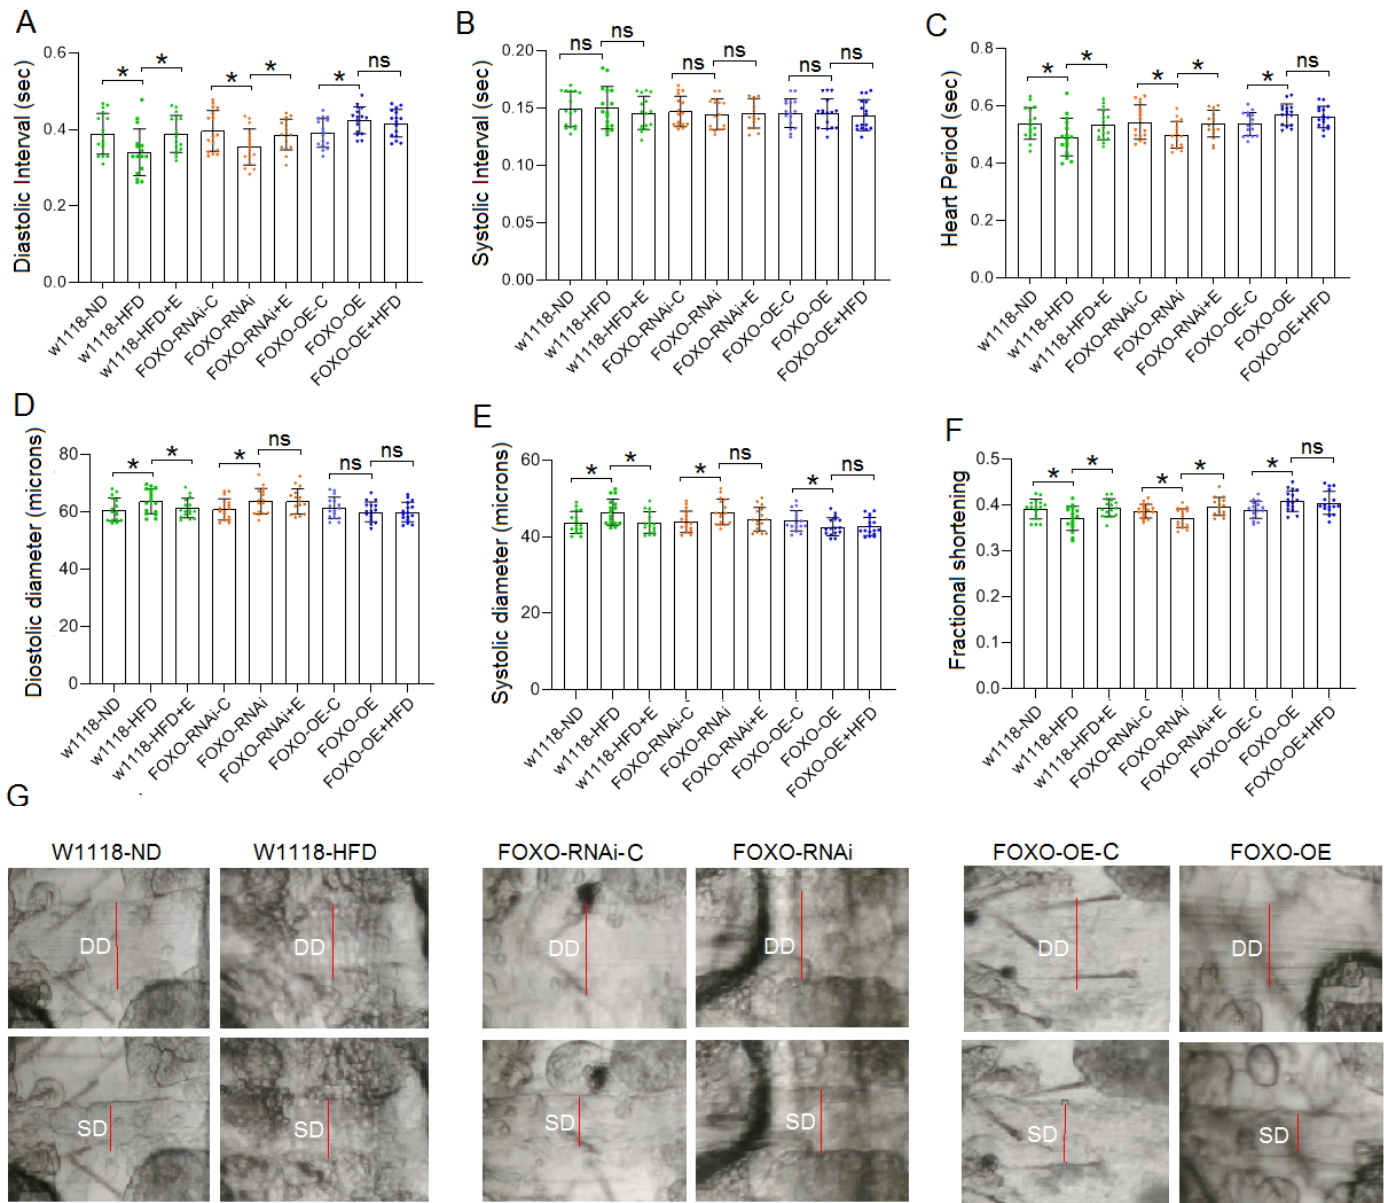 A
Diastolic Interval (sec)
0.6
0.4
0.2
0.0
* * * * * ns
w1118-ND
w1118-HFD
w1118-HFD+E
FOXO-RNAi-C
FOXO-RNAi
FOXO-RNAi+E
FOXO-OE-C
FOXO-OE
FOXO-OE+HFD
B
Systolic Interval (sec)
0.20
0.15
0.10
0.05
0.00
ns ns ns ns ns ns
w1118-ND
w1118-HFD
w1118-HFD+E
FOXO-RNAi-C
FOXO-RNAi
FOXO-RNAi+E
FOXO-OE-C
FOXO-OE
FOXO-OE+HFD
C
Heart Period (sec)
0.8
0.6
0.4
0.2
0.0
* * * * * ns
w1118-ND
w1118-HFD
w1118-HFD+E
FOXO-RNAi-C
FOXO-RNAi
FOXO-RNAi+E
FOXO-OE-C
FOXO-OE
FOXO-OE+HFD
D
Diostolic diameter (microns)
80
60
40
20
0
* * * ns ns ns
w1118-ND
w1118-HFD
w1118-HFD+E
FOXO-RNAi-C
FOXO-RNAi
FOXO-RNAi+E
FOXO-OE-C
FOXO-OE
FOXO-OE+HFD
E
Systolic diameter (microns)
60
40
20
0
* * * ns * ns
w1118-ND
w1118-HFD
w1118-HFD+E
FOXO-RNAi-C
FOXO-RNAi
FOXO-RNAi+E
FOXO-OE-C
FOXO-OE
FOXO-OE+HFD
F
Fractional shortening
0.5
0.4
0.3
0.2
0.1
0.0
* * * * * ns
w1118-ND
w1118-HFD
w1118-HFD+E
FOXO-RNAi-C
FOXO-RNAi
FOXO-RNAi+E
FOXO-OE-C
FOXO-OE
FOXO-OE+HFD
G
W1118-ND W1118-HFD FOXO-RNAi-C FOXO-RNAi FOXO-OE-C FOXO-OE
DD DD DD DD DD DD
SD SD SD SD SD SD